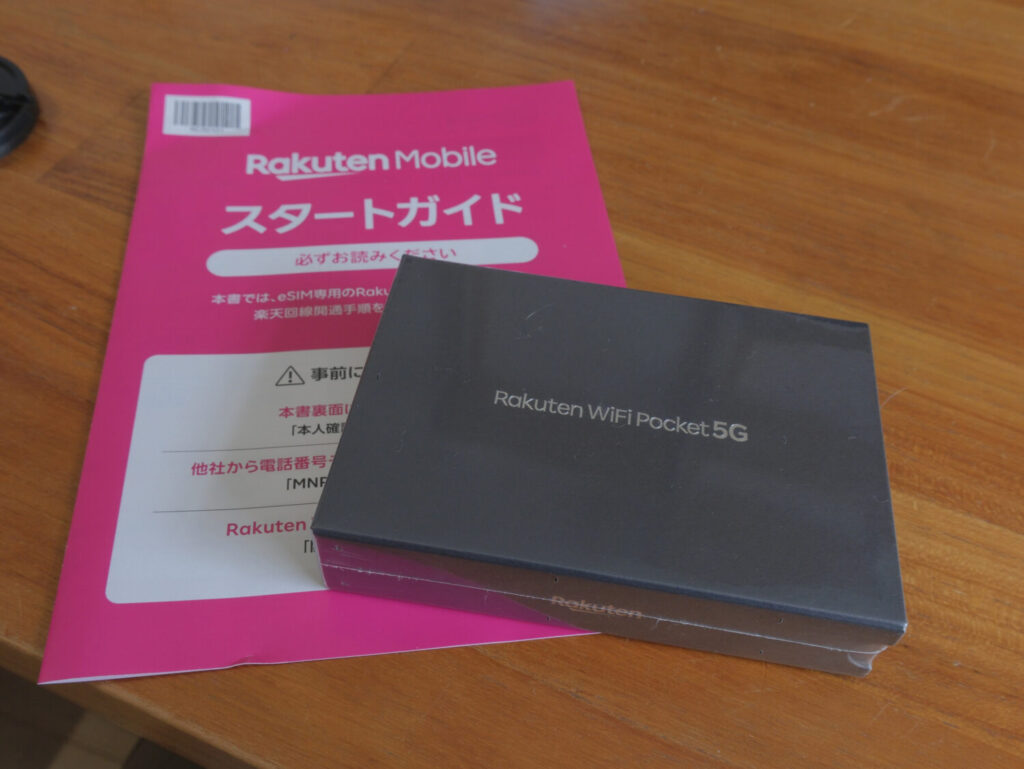 Rakuten Mobile
スタートガイド
必ずお読みください
本書では、eSIM専用のRaku
楽天回線開通手順を
事前に
本書裏面に
「本人確認
他社から電話番号
「MNP
Rakuten
Rakuten WiFi Pocket 5G
Rakuten